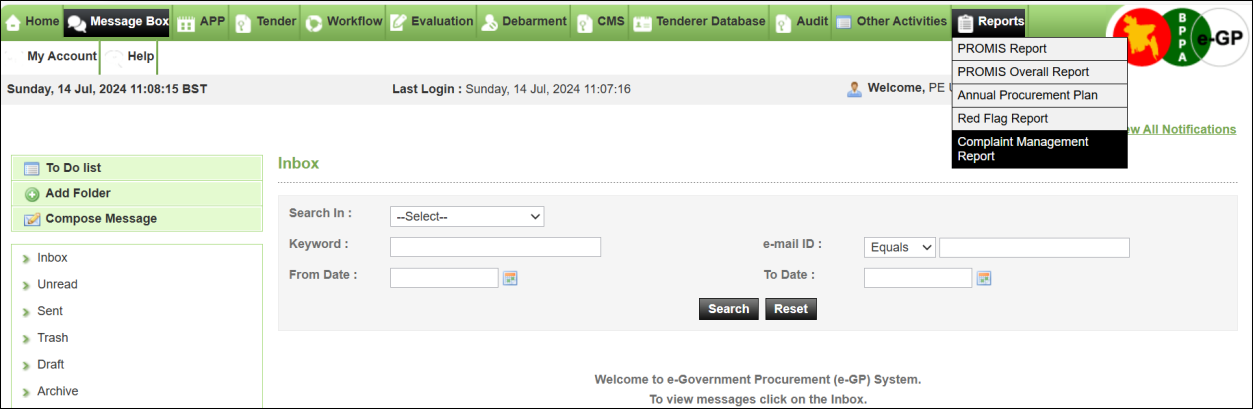 Home Message Box APP Tender Workflow Evaluation Debarment CMS Tenderer Database Audit Other Activities Reports
BPPA
e-GP
My Account Help
PROMIS Report
PROMIS Overall Report
Annual Procurement Plan
Red Flag Report
Complaint Management
Report
Sunday, 14 Jul, 2024 11:08:15 BST Last Login : Sunday, 14 Jul, 2024 11:07:16 Welcome, PE
All Notifications
To Do list
Add Folder
Compose Message
Inbox
Unread
Sent
Trash
Draft
Archive
Inbox
Search In : --Select--
Keyword : e-mail ID : Equals
From Date : To Date :
Search Reset
Welcome to e-Government Procurement (e-GP) System.
To view messages click on the Inbox.